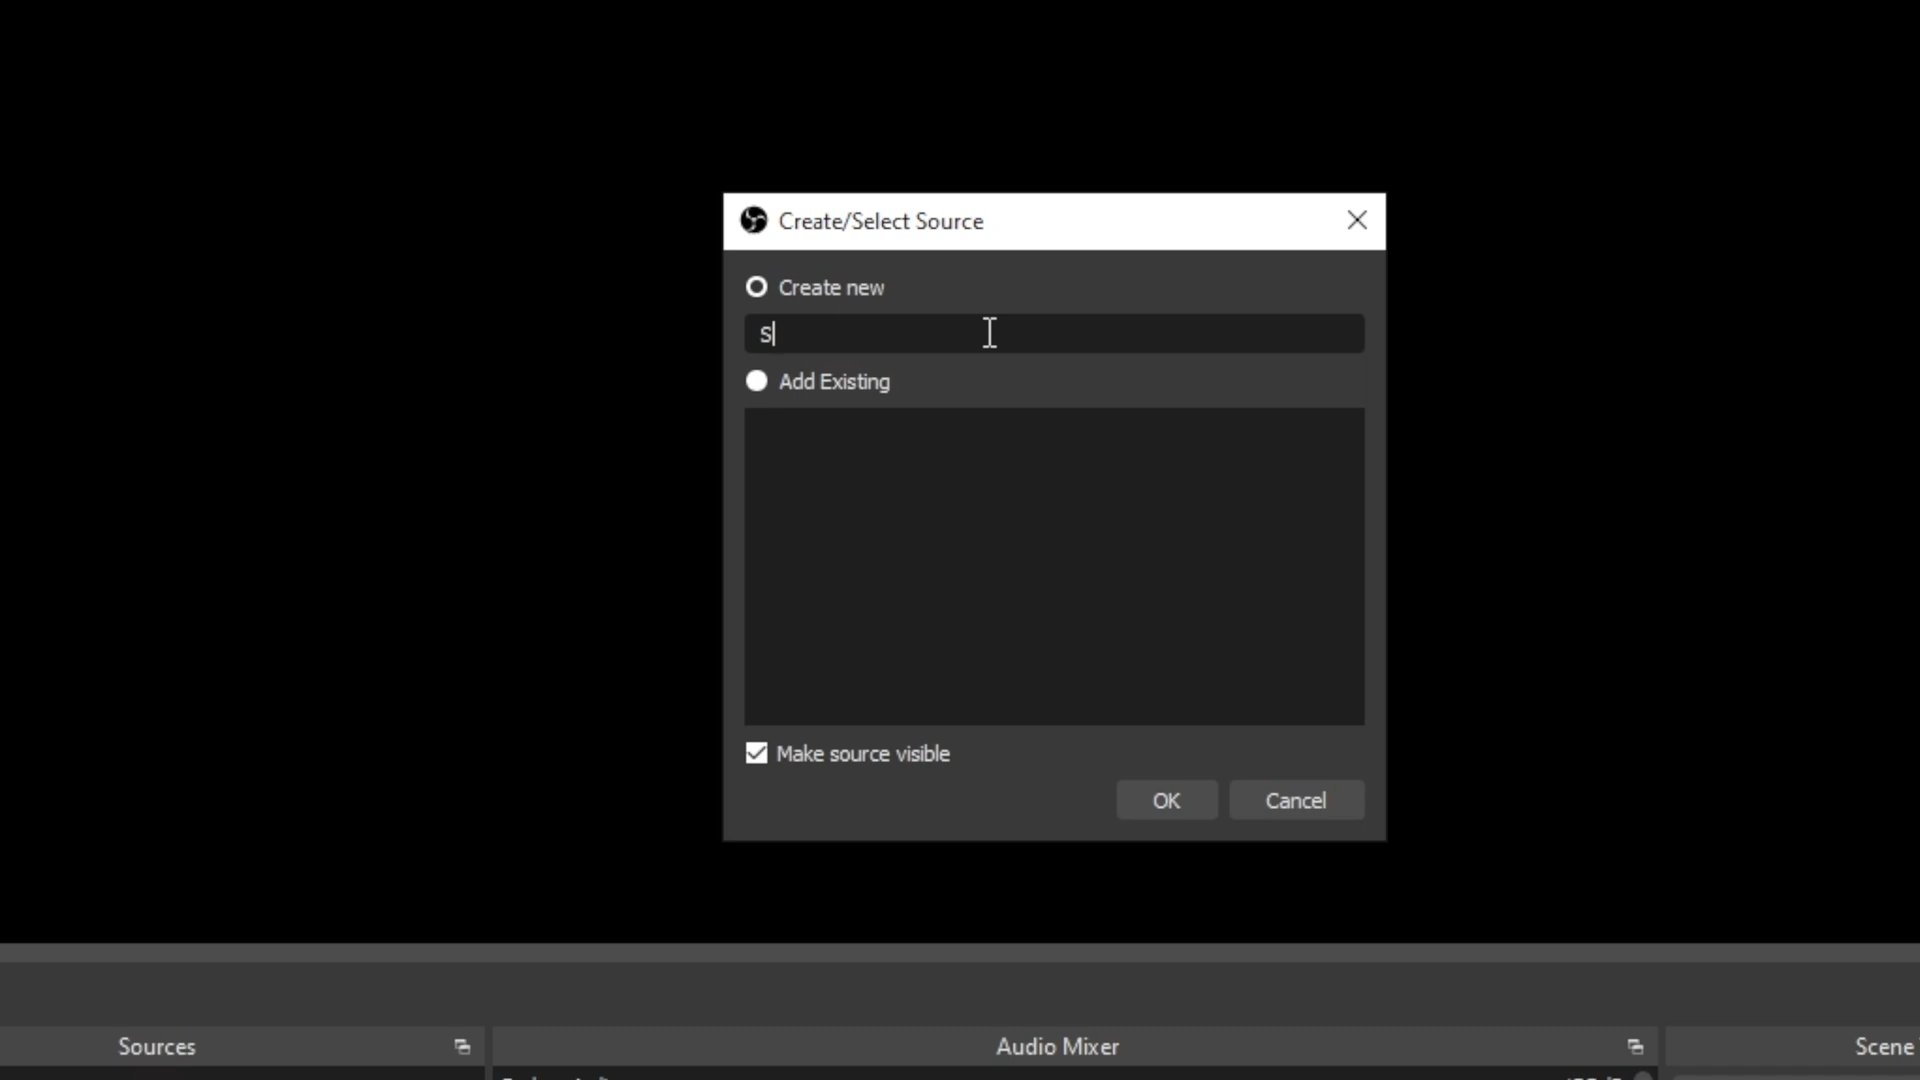 Create/Select Source
Create new
S
Add Existing
Make source visible
OK
Cancel
Sources
Audio Mixer
Scene